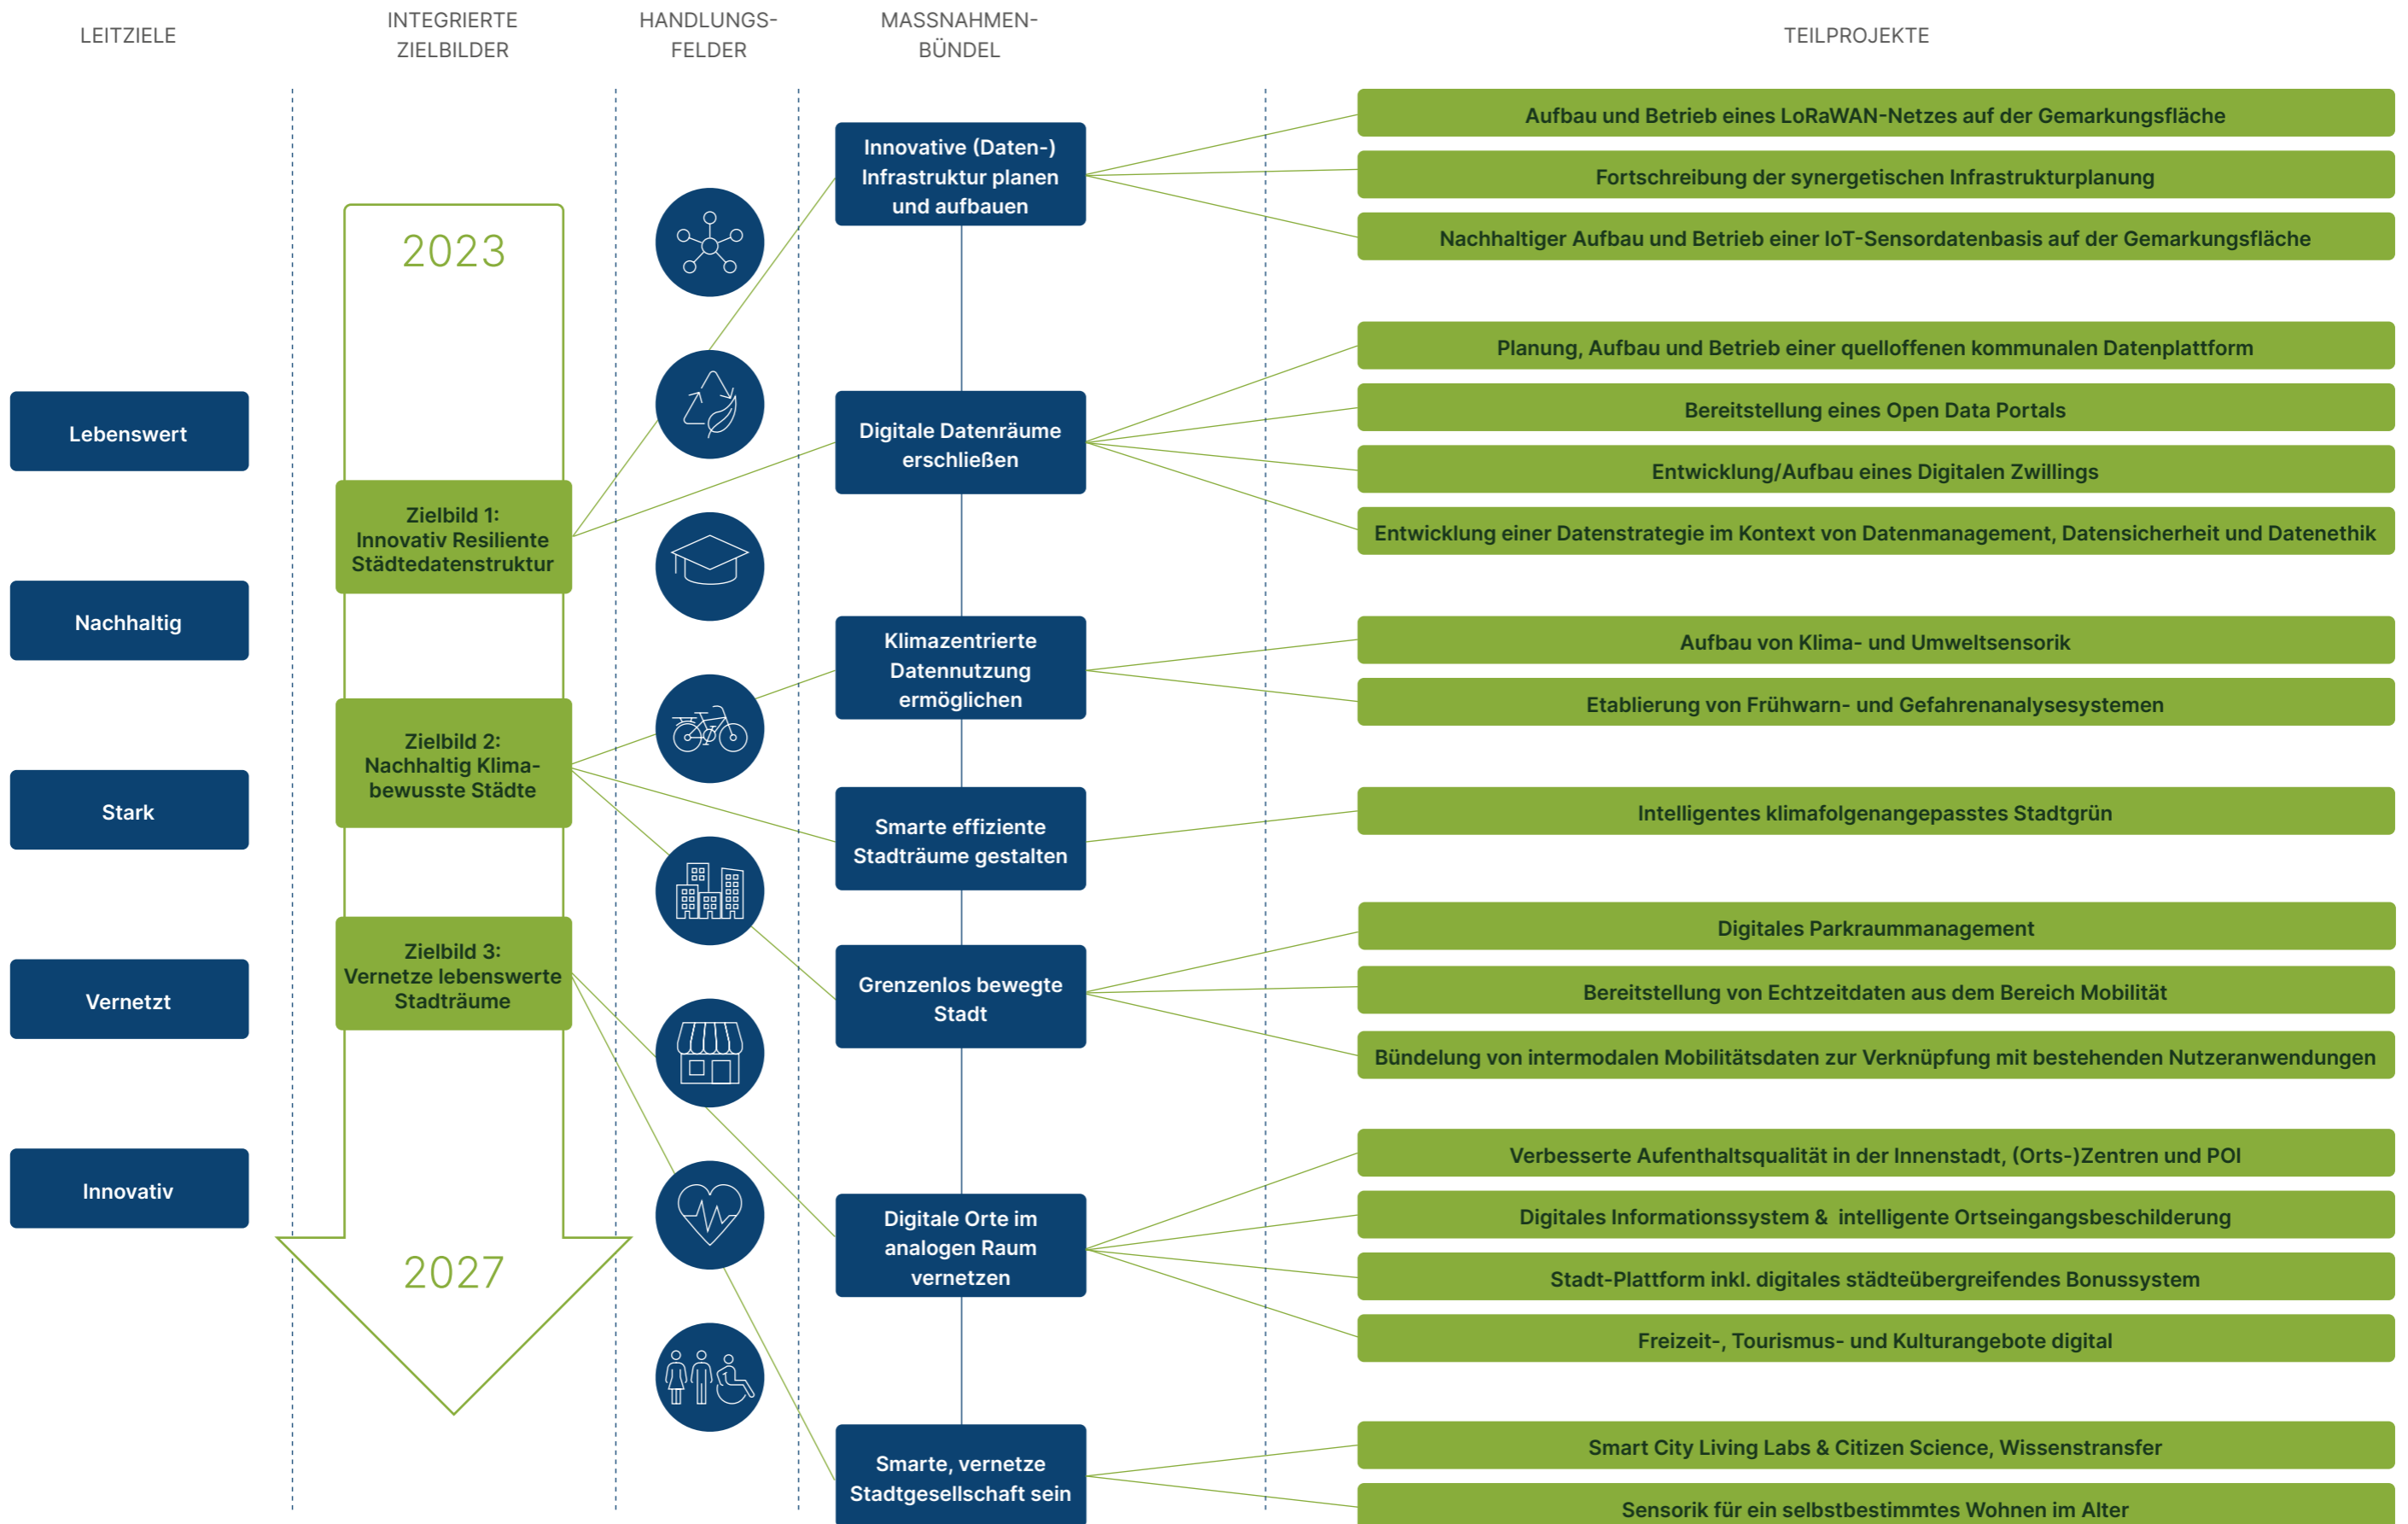 LEITZIELE
INTEGRIERTE
ZIELBILDER
HANDLUNGS-
FELDER
MASSNAHMEN-
BÜNDEL
TEILPROJEKTE
Lebenswert
Nachhaltig
Stark
Vernetzt
Innovativ
2023
Zielbild 1:
Innovativ Resiliente
Städtedatenstruktur
Zielbild 2:
Nachhaltig Klima-
bewusste Städte
Zielbild 3:
Vernetze lebenswerte
Stadträume
2027
Innovative (Daten-)
Infrastruktur planen
und aufbauen
Digitale Datenräume
erschließen
Klimazentrierte
Datennutzung
ermöglichen
Smarte effiziente
Stadträume gestalten
Grenzenlos bewegte
Stadt
Digitale Orte im
analogen Raum
vernetzen
Smarte, vernetze
Stadtgesellschaft sein
Aufbau und Betrieb eines LoRaWAN-Netzes auf der Gemarkungsfläche
Fortschreibung der synergetischen Infrastrukturplanung
Nachhaltiger Aufbau und Betrieb einer IoT-Sensordatenbasis auf der Gemarkungsfläche
Planung, Aufbau und Betrieb einer quelloffenen kommunalen Datenplattform
Bereitstellung eines Open Data Portals
Entwicklung/Aufbau eines Digitalen Zwillings
Entwicklung einer Datenstrategie im Kontext von Datenmanagement, Datensicherheit und Datenethik
Aufbau von Klima- und Umweltsensorik
Etablierung von Frühwarn- und Gefahrenanalysesystemen
Intelligentes klimafolgenangepasstes Stadtgrün
Digitales Parkraummanagement
Bereitstellung von Echtzeitdaten aus dem Bereich Mobilität
Bündelung von intermodalen Mobilitätsdaten zur Verknüpfung mit bestehenden Nutzeranwendungen
Verbesserte Aufenthaltsqualität in der Innenstadt, (Orts-)Zentren und POI
Digitales Informationssystem & intelligente Ortseingangsbeschilderung
Stadt-Plattform inkl. digitales städteübergreifendes Bonussystem
Freizeit-, Tourismus- und Kulturangebote digital
Smart City Living Labs & Citizen Science, Wissenstransfer
Sensorik für ein selbstbestimmtes Wohnen im Alter